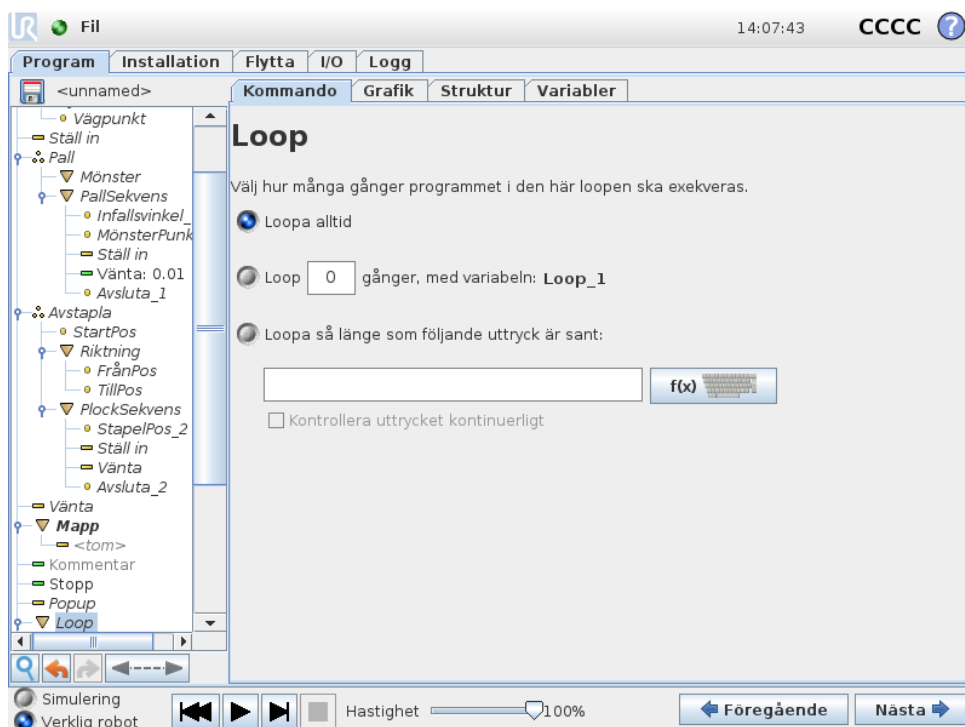 UR Fil 14:07:43 CCCC ?
Program Installation Flytta I/O Logg
<unnamed> Kommando Grafik Struktur Variabler
Vägpunkt
Ställ in
Pall
Mönster
PallSekvens
Infallsvinkel_
MönsterPunk
Ställ in
Vänta: 0.01
Avsluta_1
Avstapla
StartPos
Riktning
FrånPos
TillPos
PlockSekvens
StapelPos_2
Ställ in
Vänta
Avsluta_2
Vänta
Mapp
<tom>
Kommentar
Stopp
Popup
Loop
Loop
Välj hur många gånger programmet i den här loopen ska exekveras.
Loopa alltid
Loop 0 gånger, med variabeln: Loop_1
Loopa så länge som följande uttryck är sant:
f(x)
Kontrollera uttrycket kontinuerligt
Simulering
Verklig robot
Hastighet 100%
Föregående
Nästa